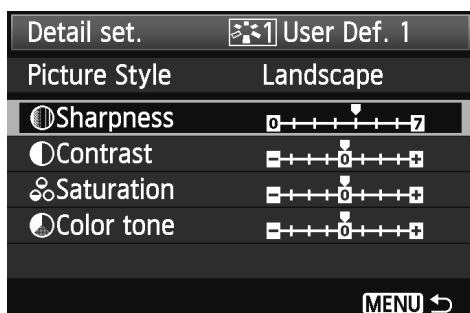 Detail set. 1 User Def. 1
Picture Style Landscape
Sharpness 0 7
Contrast - 0 +
Saturation - 0 +
Color tone - 0 +
MENU